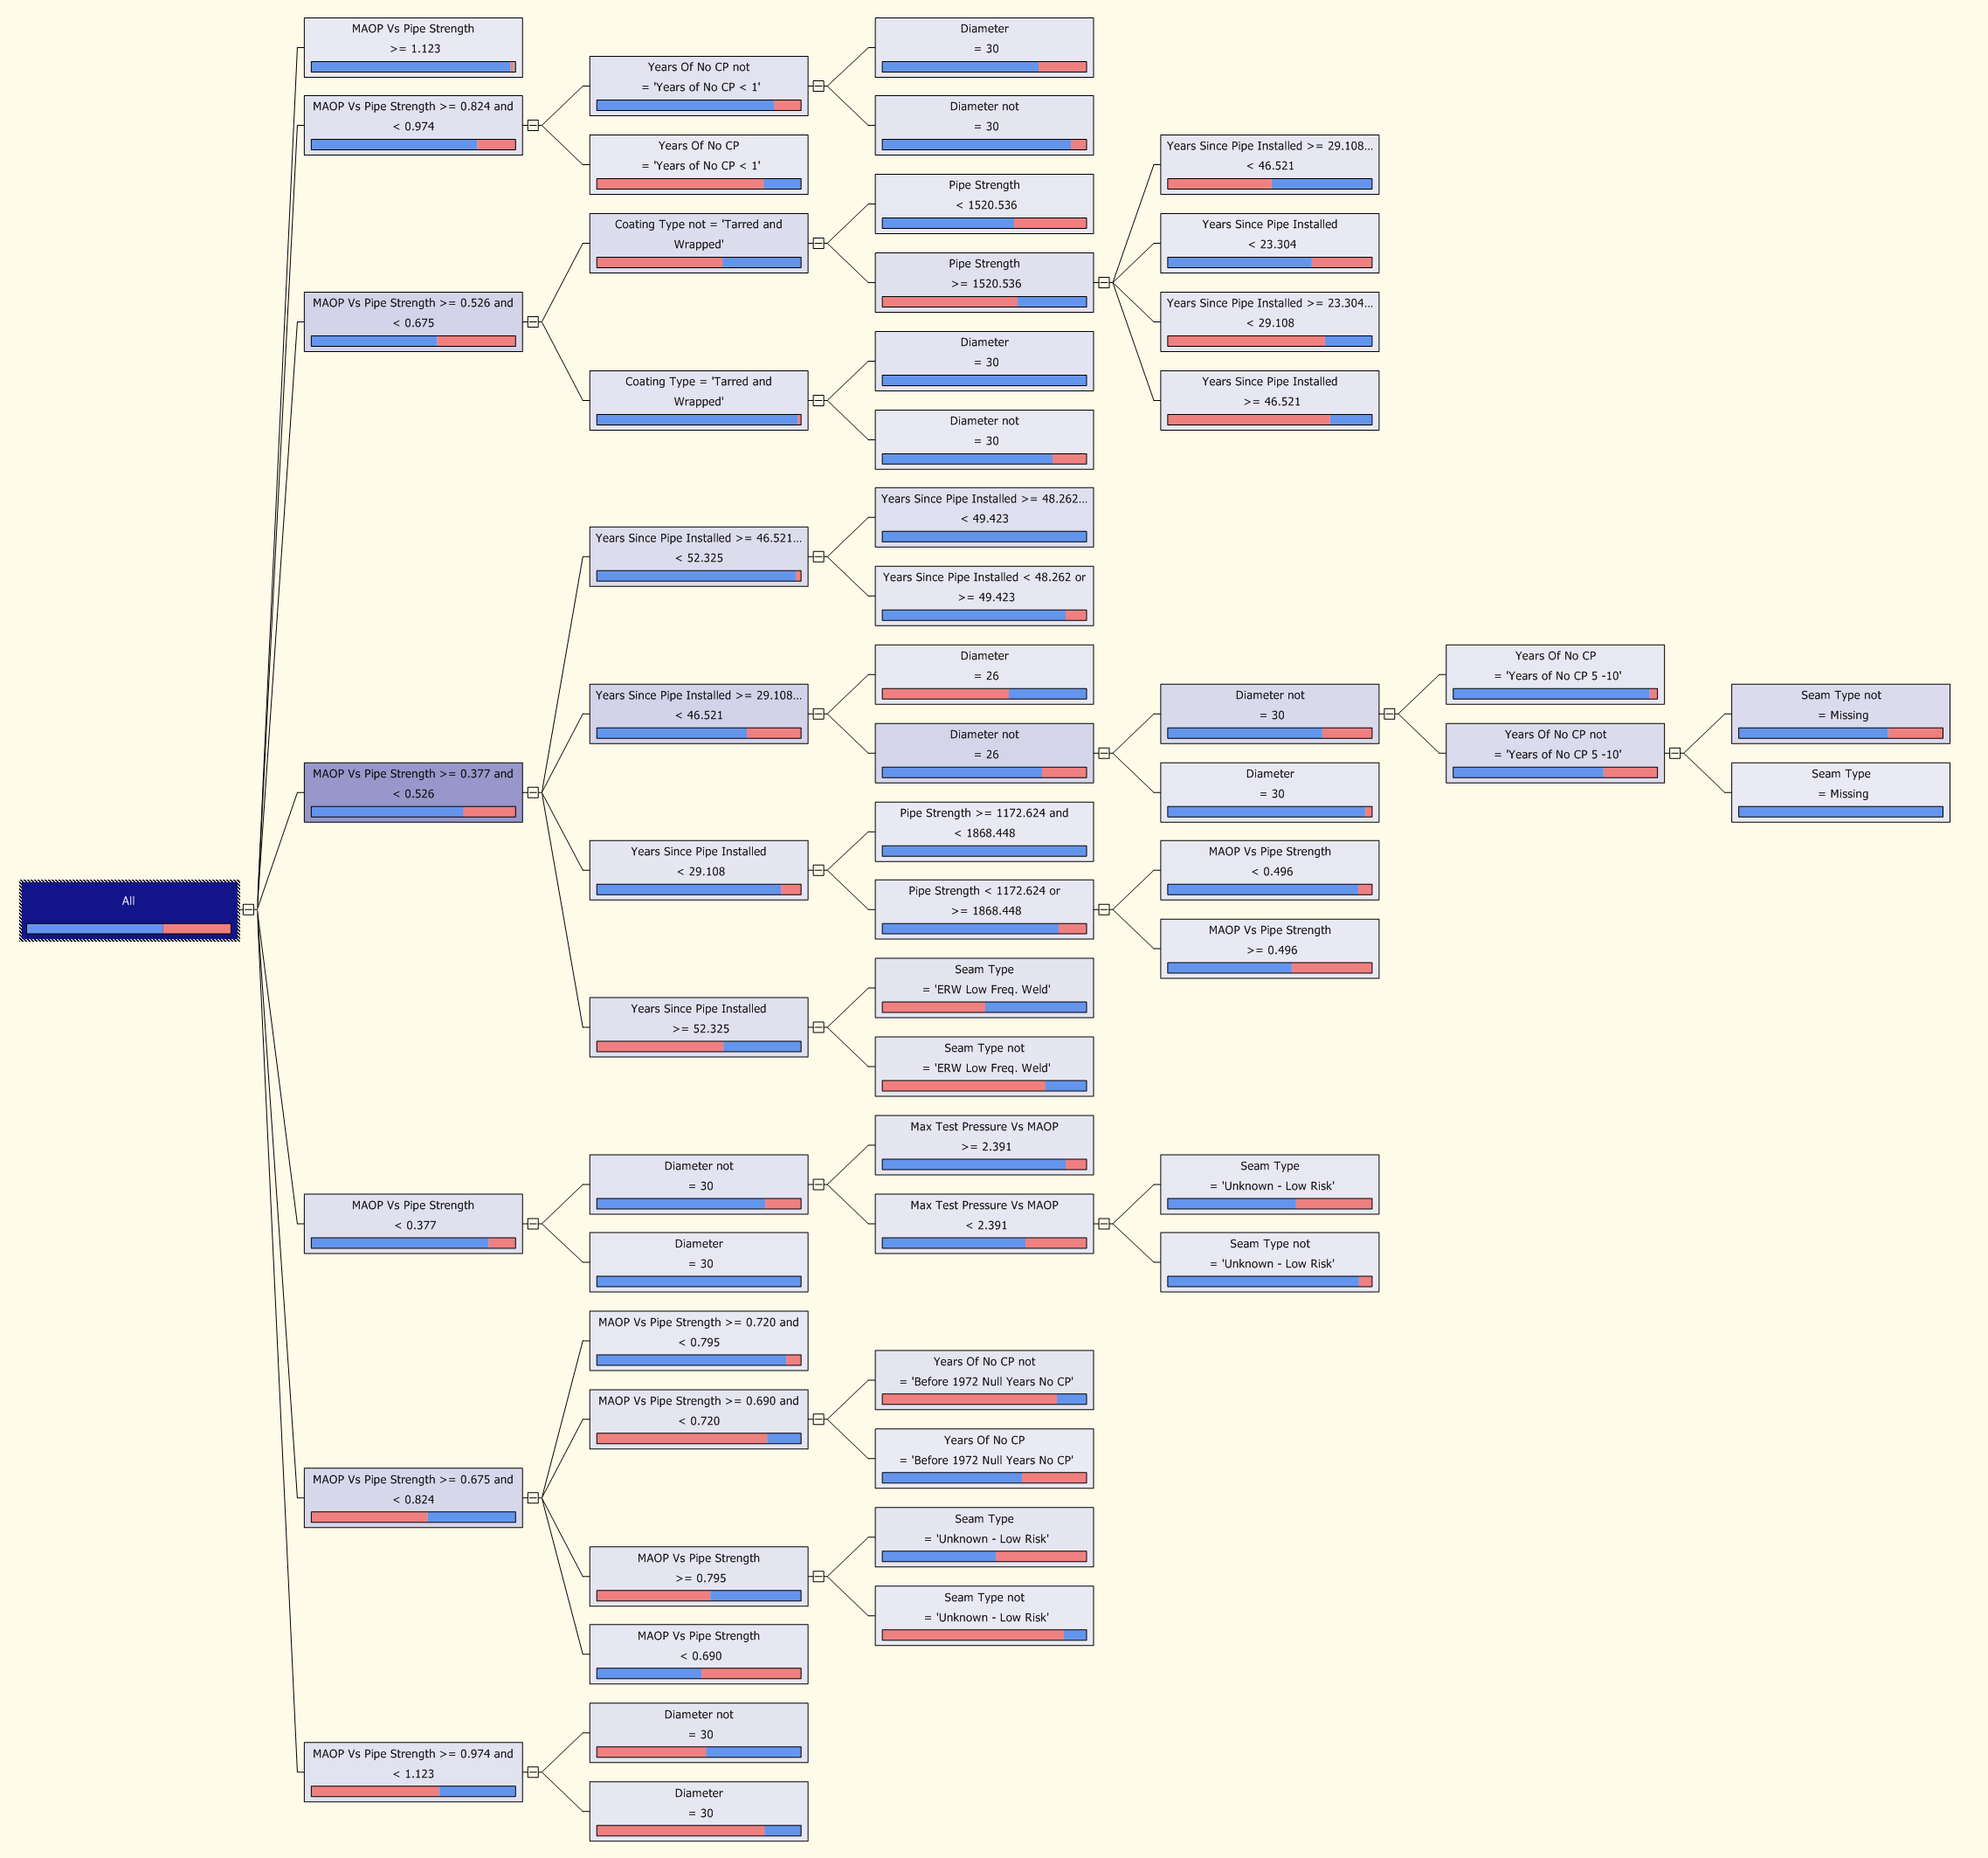 All
MAOP Vs Pipe Strength
>= 1.123
MAOP Vs Pipe Strength >= 0.824 and
< 0.974
Years Of No CP not
= 'Years of No CP < 1'
Diameter
= 30
Diameter not
= 30
Years Of No CP
= 'Years of No CP < 1'
MAOP Vs Pipe Strength >= 0.526 and
< 0.675
Coating Type not = 'Tarred and
Wrapped'
Pipe Strength
< 1520.536
Pipe Strength
>= 1520.536
Years Since Pipe Installed >= 29.108...
< 46.521
Years Since Pipe Installed
< 23.304
Years Since Pipe Installed >= 23.304...
< 29.108
Years Since Pipe Installed
>= 46.521
Coating Type = 'Tarred and
Wrapped'
Diameter
= 30
Diameter not
= 30
MAOP Vs Pipe Strength >= 0.377 and
< 0.526
Years Since Pipe Installed >= 46.521...
< 52.325
Years Since Pipe Installed >= 48.262...
< 49.423
Years Since Pipe Installed < 48.262 or
>= 49.423
Years Since Pipe Installed >= 29.108...
< 46.521
Diameter
= 26
Diameter not
= 26
Diameter not
= 30
Years Of No CP
= 'Years of No CP 5 -10'
Years Of No CP not
= 'Years of No CP 5 -10'
Seam Type not
= Missing
Seam Type
= Missing
Diameter
= 30
Years Since Pipe Installed
< 29.108
Pipe Strength >= 1172.624 and
< 1868.448
Pipe Strength < 1172.624 or
>= 1868.448
MAOP Vs Pipe Strength
< 0.496
MAOP Vs Pipe Strength
>= 0.496
Years Since Pipe Installed
>= 52.325
Seam Type
= 'ERW Low Freq. Weld'
Seam Type not
= 'ERW Low Freq. Weld'
MAOP Vs Pipe Strength
< 0.377
Diameter not
= 30
Max Test Pressure Vs MAOP
>= 2.391
Max Test Pressure Vs MAOP
< 2.391
Seam Type
= 'Unknown - Low Risk'
Seam Type not
= 'Unknown - Low Risk'
Diameter
= 30
MAOP Vs Pipe Strength >= 0.675 and
< 0.824
MAOP Vs Pipe Strength >= 0.720 and
< 0.795
MAOP Vs Pipe Strength >= 0.690 and
< 0.720
Years Of No CP not
= 'Before 1972 Null Years No CP'
Years Of No CP
= 'Before 1972 Null Years No CP'
MAOP Vs Pipe Strength
>= 0.795
Seam Type
= 'Unknown - Low Risk'
Seam Type not
= 'Unknown - Low Risk'
MAOP Vs Pipe Strength
< 0.690
MAOP Vs Pipe Strength >= 0.974 and
< 1.123
Diameter not
= 30
Diameter
= 30